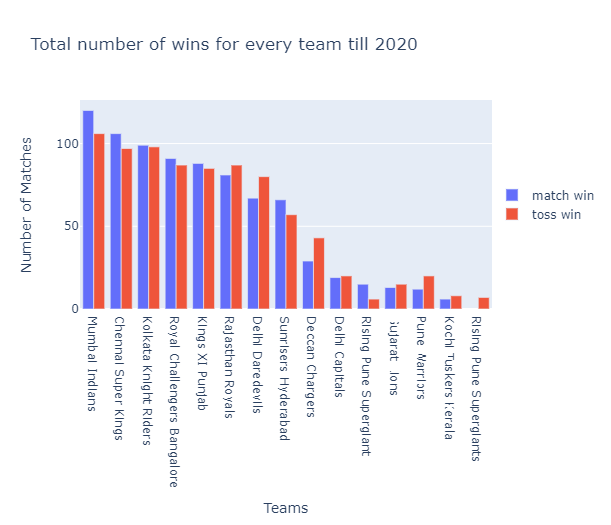 Total number of wins for every team till 2020
Number of Matches
100
50
0
match win
toss win
Mumbai Indians
Chennai Super Kings
Kolkata Knight Riders
Royal Challengers Bangalore
Kings XI Punjab
Rajasthan Royals
Delhi Daredevils
Sunrisers Hyderabad
Deccan Chargers
Delhi Capitals
Rising Pune Supergiant
Gujarat Lions
Pune Warriors
Kochi Tuskers Kerala
Rising Pune Supergiants
Teams